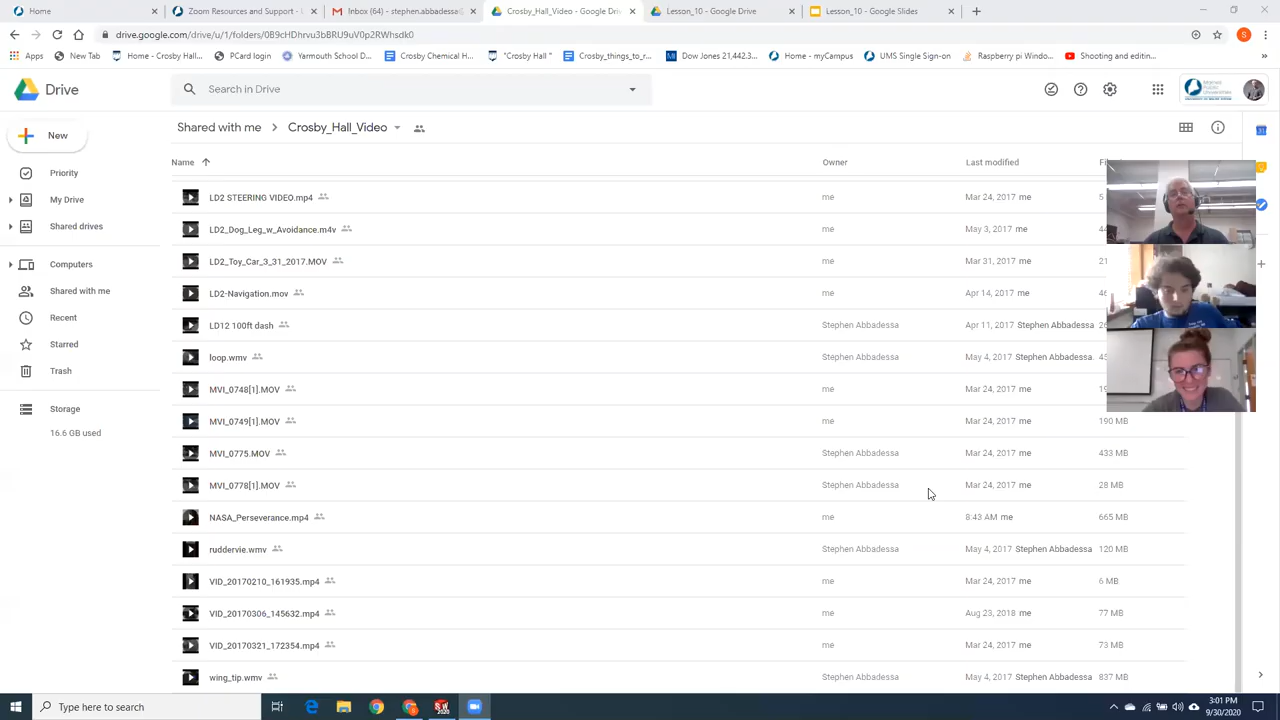 Home
Zoom Resources and Support - l
Inbox (64) - stephen.abbadesse@
Crosby_Hall_Video - Google Driv
Lesson_10 - Google Drive
Lesson_10 - Google Slides
drive.google.com/drive/u/1/folders/0B9cHDhrvu3bBRU9uV0p2RWhsdk0
Apps
New Tab
Home - Crosby Hall...
PCard login
Yarmouth School D...
Crosby Chemical H...
Crosby Hall "
Crosby_things_to_r...
Dow Jones 21,442.3...
Home - myCampus
UMS Single Sign-on
Raspberry pi Windo...
Shooting and editin...
Drive
Search in Drive
New
Shared with me
Crosby_Hall_Video
Name
Owner
Last modified
Priority
My Drive
Shared drives
Computers
Shared with me
Recent
Starred
Trash
Storage
16.6 GB used
LD2 STEERING VIDEO.mp4 me Mar 24, 2017 me
LD2_Dog_Leg_w_Avoidance.m4v me May 3, 2017 me
LD2_Toy_Car_3_31_2017.MOV me Mar 31, 2017 me
LD2-Navigation.mov me Apr 14, 2017 me
LD12 100ft dash Stephen Abbadessa Apr 11, 2017 Stephen Abbadessa
loop.wmv Stephen Abbadessa May 4, 2017 Stephen Abbadessa
MVI_0748[1].MOV me Mar 24, 2017 me
MVI_0749[1].MOV me Mar 24, 2017 me 190 MB
MVI_0775.MOV Stephen Abbadessa Mar 24, 2017 me 433 MB
MVI_0778[1].MOV Stephen Abbadessa Mar 24, 2017 me 28 MB
NASA_Perseverance.mp4 me 8:43 AM me 665 MB
ruddervie.wmv Stephen Abbadessa May 4, 2017 Stephen Abbadessa 120 MB
VID_20170210_161935.mp4 me Mar 24, 2017 me 6 MB
VID_20170306_145632.mp4 me Aug 23, 2018 me 77 MB
VID_20170321_172354.mp4 me Mar 24, 2017 me 73 MB
wing_tip.wmv Stephen Abbadessa May 4, 2017 Stephen Abbadessa 837 MB
Type here to search
3:01 PM
9/30/2020